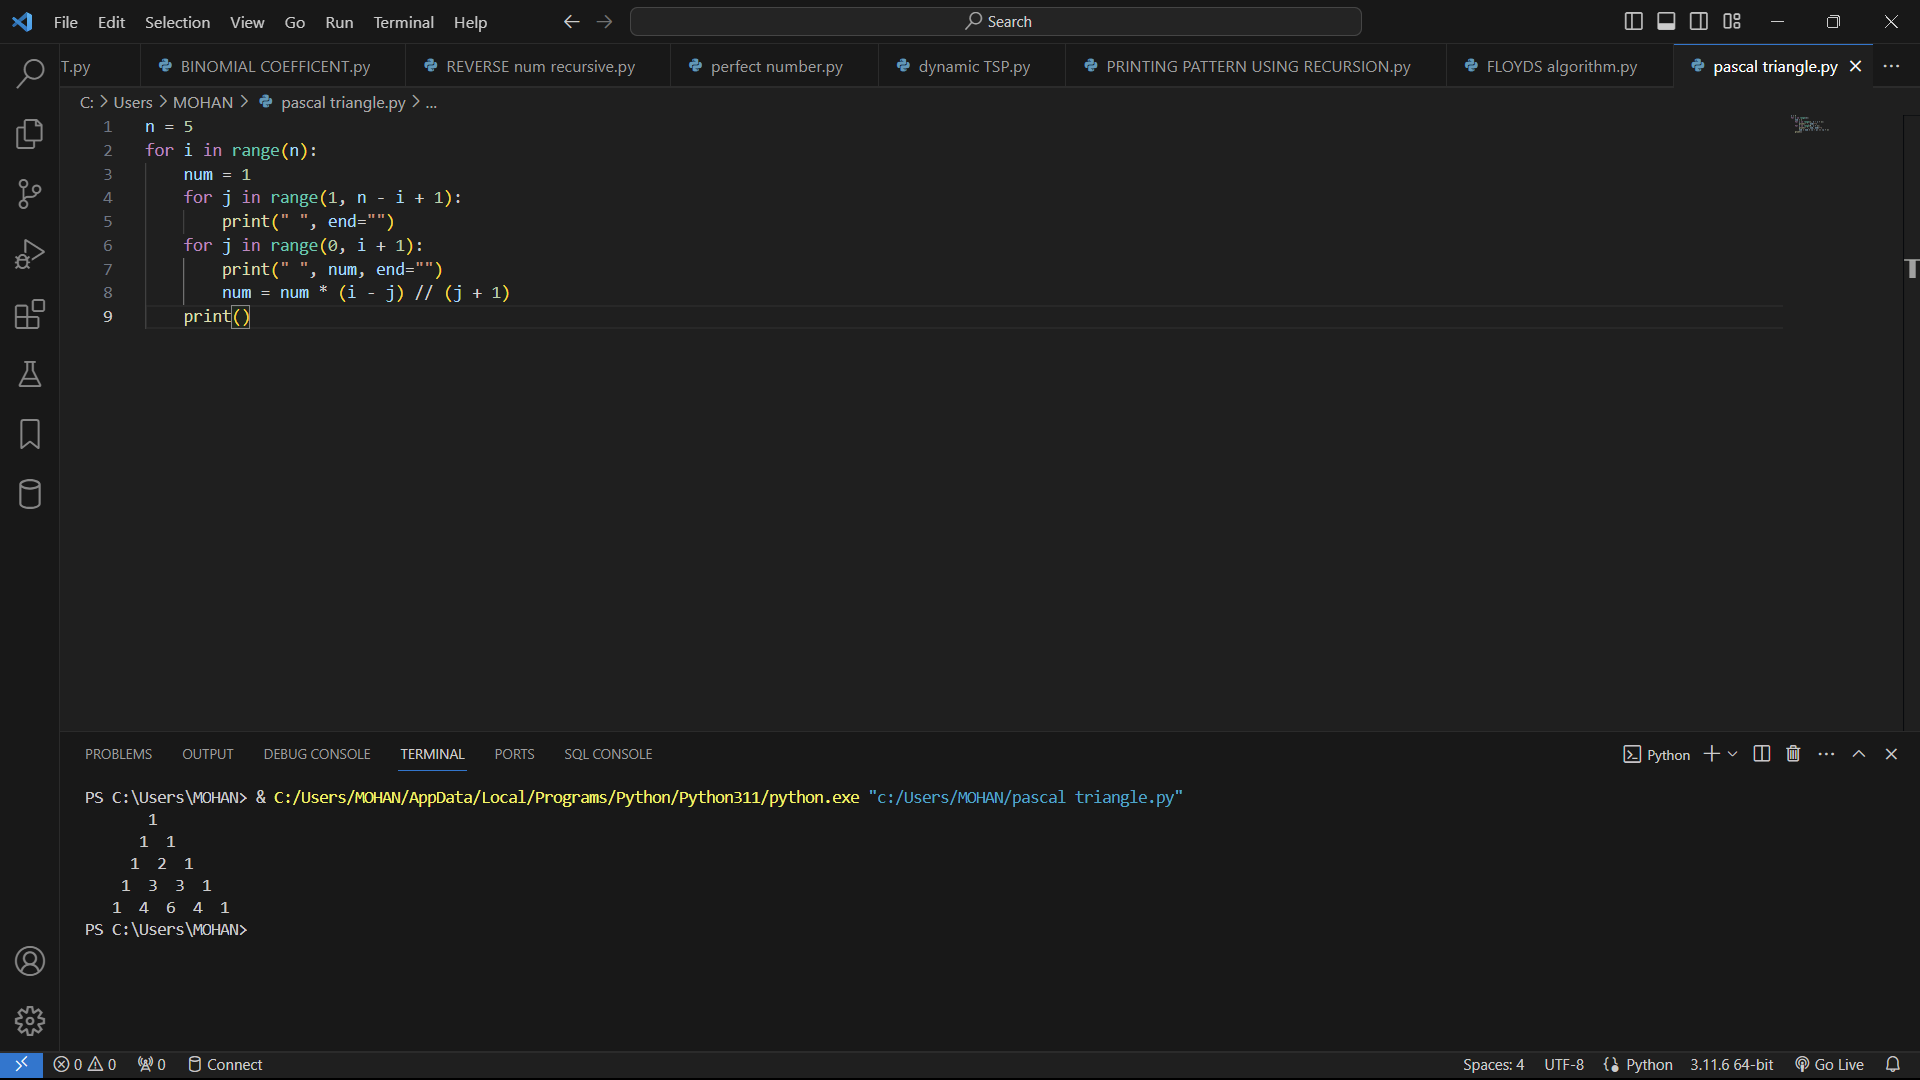 File Edit Selection View Go Run Terminal Help Search
T.py BINOMIAL COEFFICENT.py REVERSE num recursive.py perfect number.py dynamic TSP.py PRINTING PATTERN USING RECURSION.py FLOYDS algorithm.py pascal triangle.py
C: > Users > MOHAN > pascal triangle.py > ...
1 n = 5
2 for i in range(n):
3     num = 1
4     for j in range(1, n - i + 1):
5         print(" ", end="")
6     for j in range(0, i + 1):
7         print(" ", num, end="")
8         num = num * (i - j) // (j + 1)
9     print()
PROBLEMS OUTPUT DEBUG CONSOLE TERMINAL PORTS SQL CONSOLE Python
PS C:\Users\MOHAN> & C:/Users/MOHAN/AppData/Local/Programs/Python/Python311/python.exe "c:/Users/MOHAN/pascal triangle.py"
       1
      1  1
     1  2  1
    1  3  3  1
   1  4  6  4  1
PS C:\Users\MOHAN>
0 0 0 Connect Spaces: 4 UTF-8 Python 3.11.6 64-bit Go Live